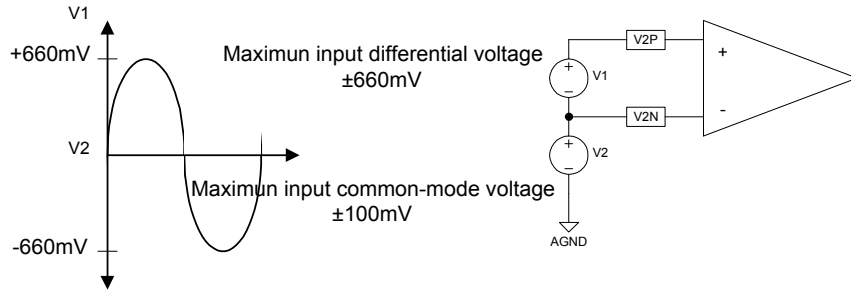 V1
+660mV
V2
-660mV
Maximun input differential voltage
±660mV
Maximun input common-mode voltage
±100mV
V2P
+
+
V1
−
V2N
-
+
V2
−
AGND